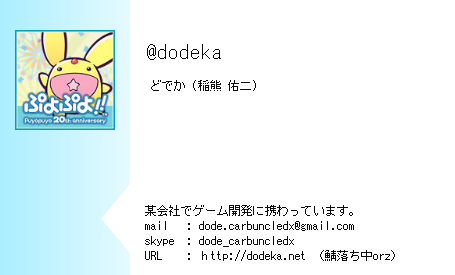 @dodeka
どでか（稲熊 佑二）
ぷよぷよ!!
Puyopuyo 20th anniversary
某会社でゲーム開発に携わっています。
mail : dode.carbuncledx@gmail.com
skype : dode_carbuncledx
URL : http://dodeka.net （鯖落ち中orz）